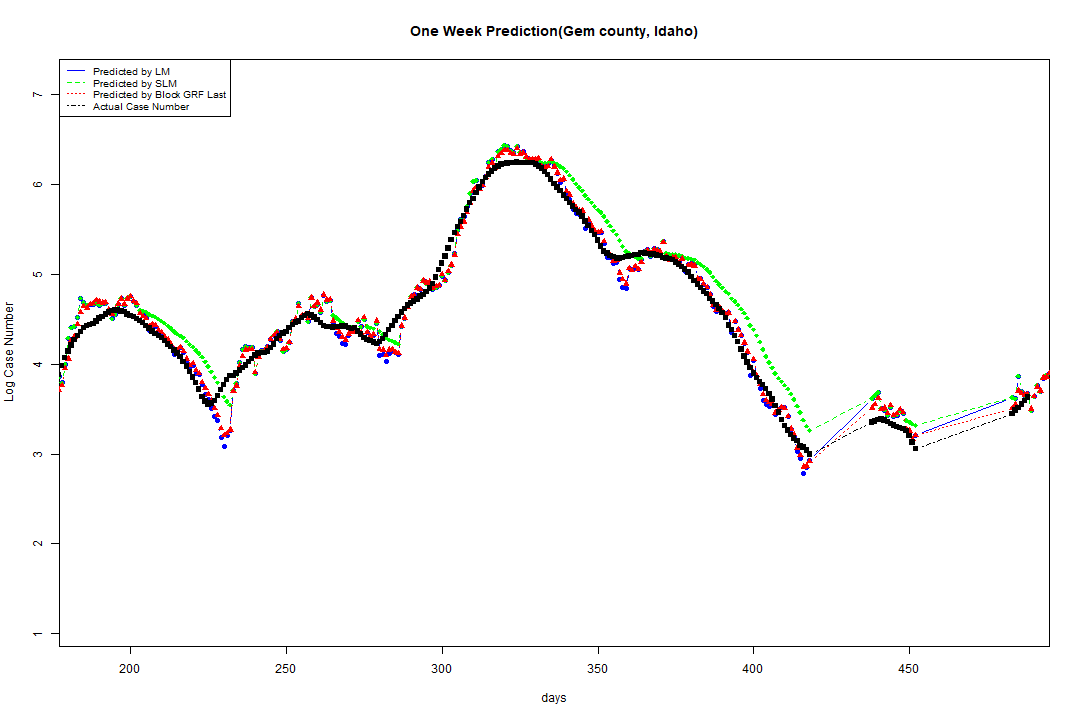 One Week Prediction(Gem county, Idaho)
Predicted by LM
Predicted by SLM
Predicted by Block GRF Last
Actual Case Number
Log Case Number
7
6
5
4
3
2
1
200 250 300 350 400 450
days